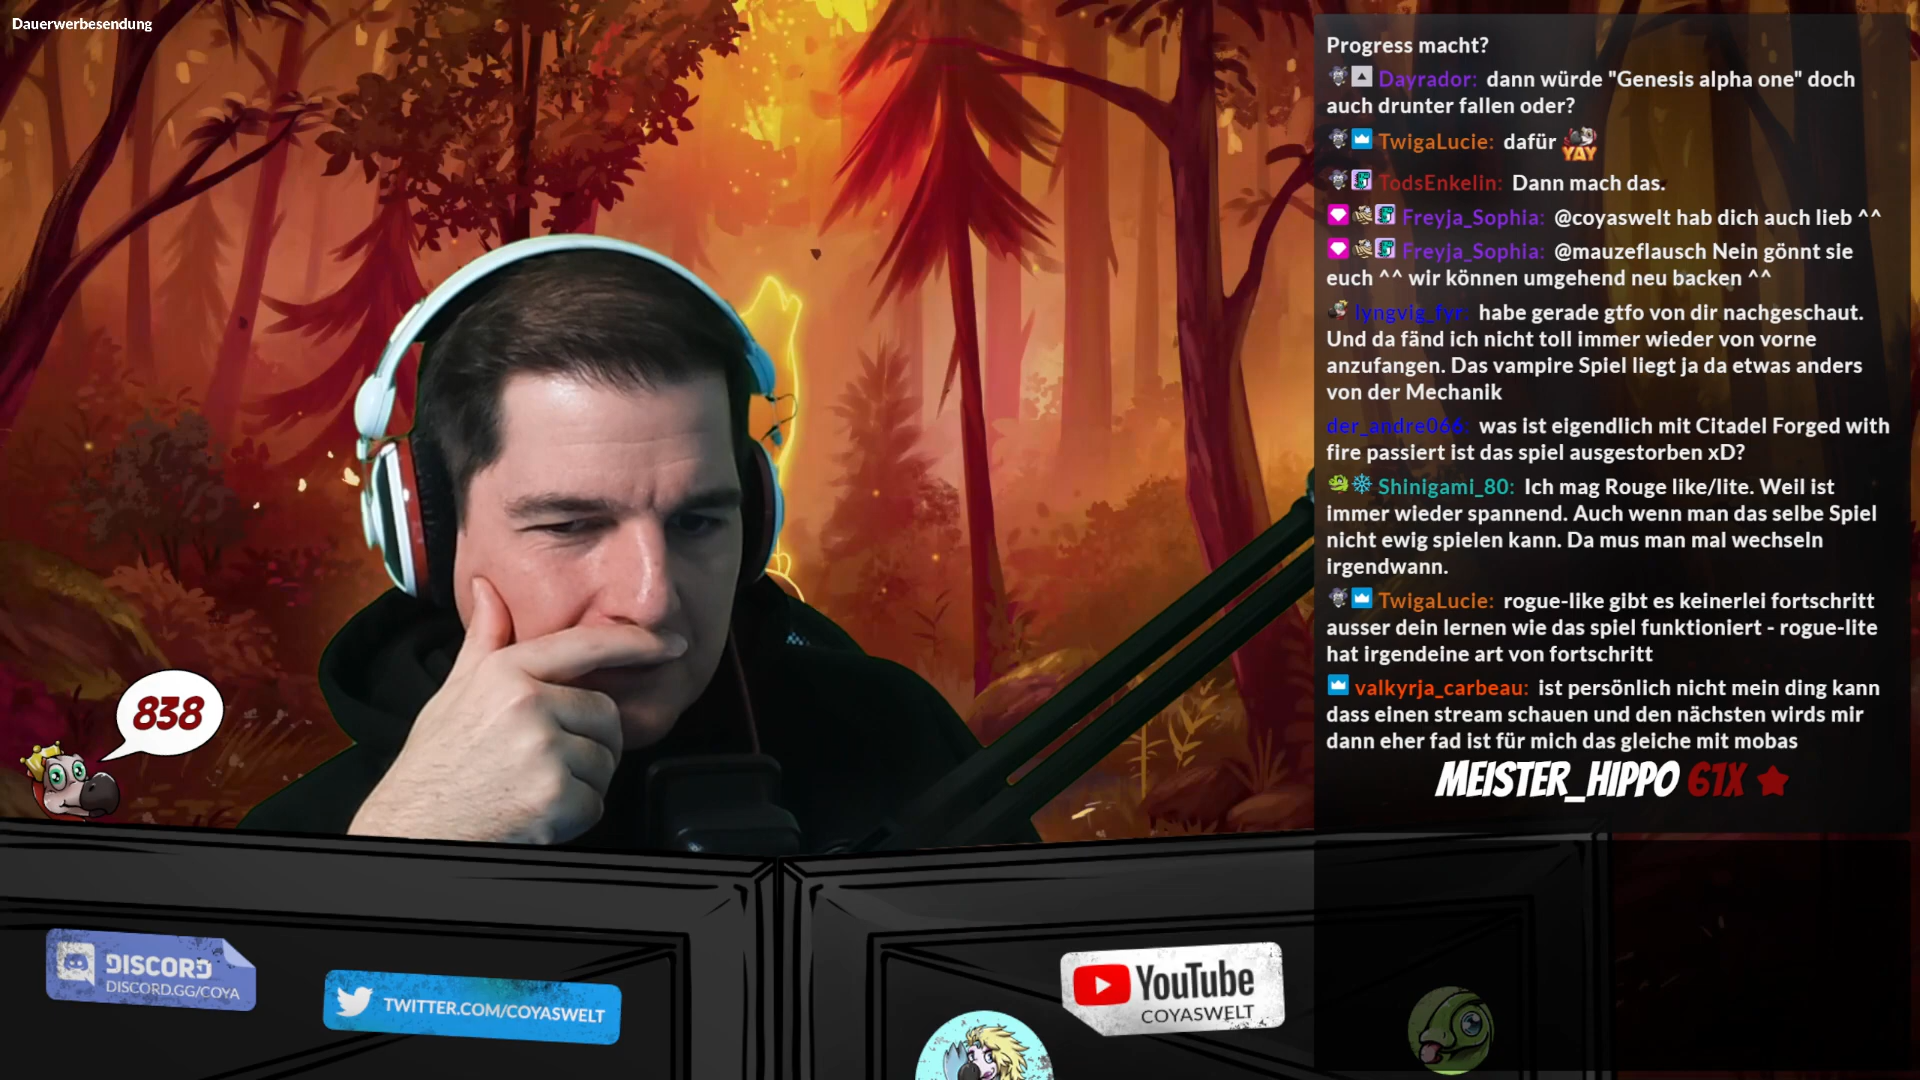 Dauerwerbesendung
Progress macht?
Dayrador: dann würde "Genesis alpha one" doch
auch drunter fallen oder?
TwigaLucie: dafür YAY
TodsEnkelin: Dann mach das.
Freyja_Sophia: @coyaswelt hab dich auch lieb ^^
Freyja_Sophia: @mauzeflausch Nein gönnt sie
euch ^^ wir können umgehend neu backen ^^
lyngvig_fyr: habe gerade gtfo von dir nachgeschaut.
Und da fänd ich nicht toll immer wieder von vorne
anzufangen. Das vampire Spiel liegt ja da etwas anders
von der Mechanik
der_andre066: was ist eigendlich mit Citadel Forged with
fire passiert ist das spiel ausgestorben xD?
Shinigami_80: Ich mag Rouge like/lite. Weil ist
immer wieder spannend. Auch wenn man das selbe Spiel
nicht ewig spielen kann. Da mus man mal wechseln
irgendwann.
TwigaLucie: rogue-like gibt es keinerlei fortschritt
ausser dein lernen wie das spiel funktioniert - rogue-lite
hat irgendeine art von fortschritt
valkyrja_carbeau: ist persönlich nicht mein ding kann
dass einen stream schauen und den nächsten wirds mir
dann eher fad ist für mich das gleiche mit mobas
MEISTER_HIPPO 61X
838
DISCORD
DISCORD.GG/COYA
TWITTER.COM/COYASWELT
YouTube
COYASWELT